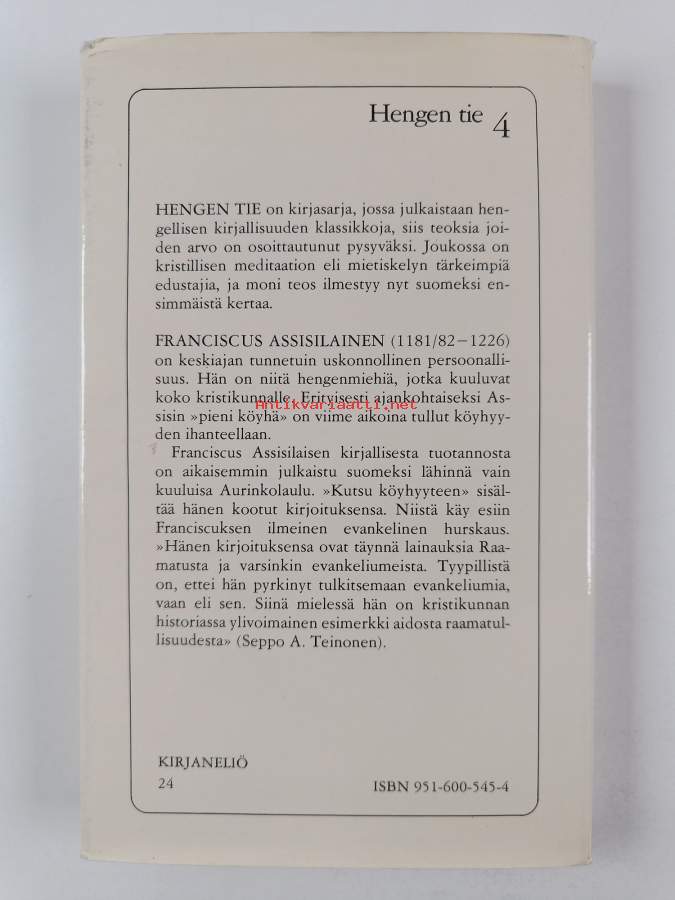 Hengen tie 4
HENGEN TIE on kirjasarja, jossa julkaistaan hen-
gellisen kirjallisuuden klassikkoja, siis teoksia joi-
den arvo on osoittautunut pysyväksi. Joukossa on
kristillisen meditaation eli mietiskelyn tärkeimpiä
edustajia, ja moni teos ilmestyy nyt suomeksi en-
simmäistä kertaa.
FRANCISCUS ASSISILAINEN (1181/82–1226)
on keskiajan tunnetuin uskonnollinen persoonalli-
suus. Hän on niitä hengenmiehiä, jotka kuuluvat
koko kristikunnalle. Erityisesti ajankohtaiseksi As-
Antikvariaatti.net
sisin »pieni köyhä» on viime aikoina tullut köyhyy-
den ihanteellaan.
Franciscus Assisilaisen kirjallisesta tuotannosta
on aikaisemmin julkaistu suomeksi lähinnä vain
kuuluisa Aurinkolaulu. »Kutsu köyhyyteen» sisäl-
tää hänen kootut kirjoituksensa. Niistä käy esiin
Franciscuksen ilmeinen evankelinen hurskaus.
»Hänen kirjoituksensa ovat täynnä lainauksia Raa-
matusta ja varsinkin evankeliumeista. Tyypillistä
on, ettei hän pyrkinyt tulkitsemaan evankeliumia,
vaan eli sen. Siinä mielessä hän on kristikunnan
historiassa ylivoimainen esimerkki aidosta raamatul-
lisuudesta» (Seppo A. Teinonen).
KIRJANELIÖ
24 ISBN 951-600-545-4